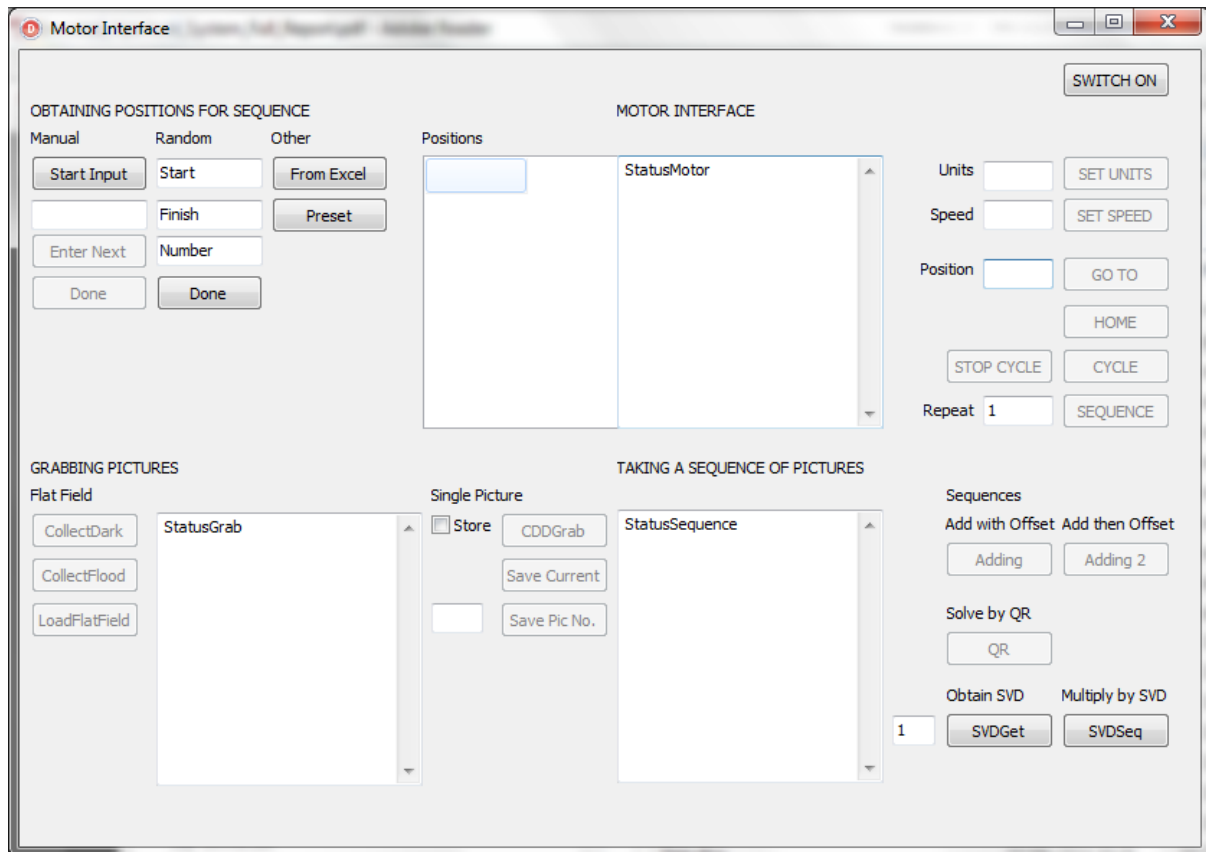 Motor Interface
SWITCH ON
OBTAINING POSITIONS FOR SEQUENCE
Manual Random Other
Start Input Start From Excel
Finish Preset
Enter Next Number
Done Done
Positions
MOTOR INTERFACE
StatusMotor
Units SET UNITS
Speed SET SPEED
Position GO TO
HOME
STOP CYCLE CYCLE
Repeat 1 SEQUENCE
GRABBING PICTURES
Flat Field
CollectDark StatusGrab
CollectFlood
LoadFlatField
Single Picture
Store CDDGrab
Save Current
Save Pic No.
TAKING A SEQUENCE OF PICTURES
StatusSequence
Sequences
Add with Offset Add then Offset
Adding Adding 2
Solve by QR
QR
Obtain SVD Multiply by SVD
1 SVDGet SVDSeq